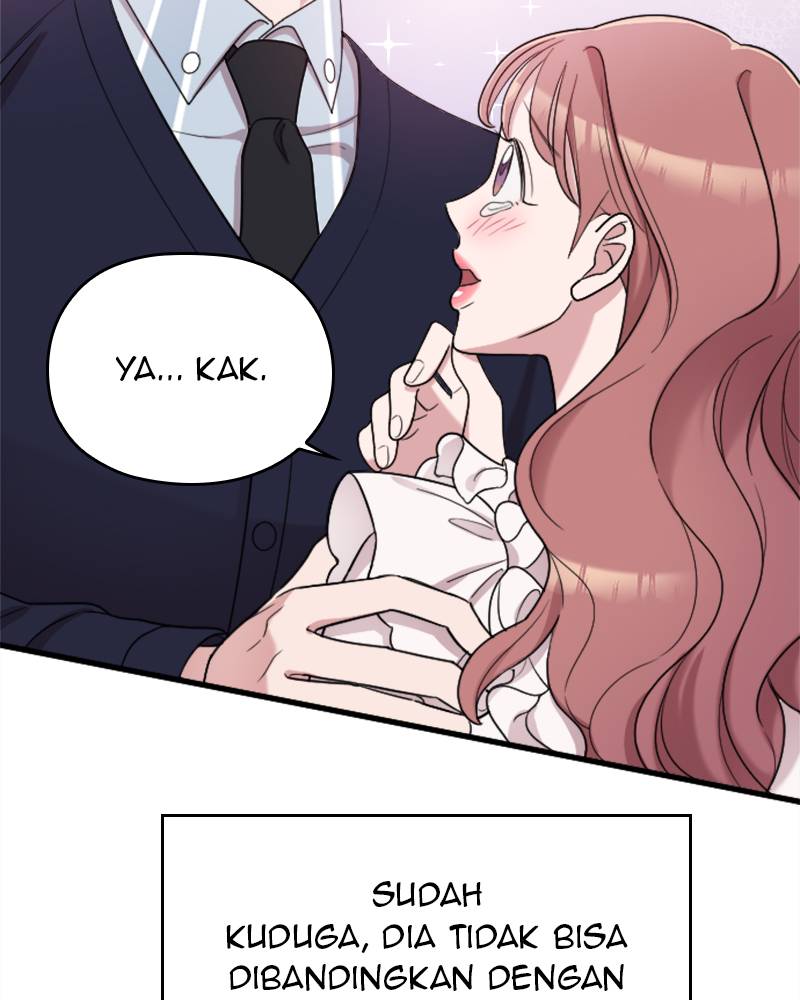 YA... KAK.
SUDAH
KUDUGA, DIA TIDAK BISA
DIBANDINGKAN DENGAN